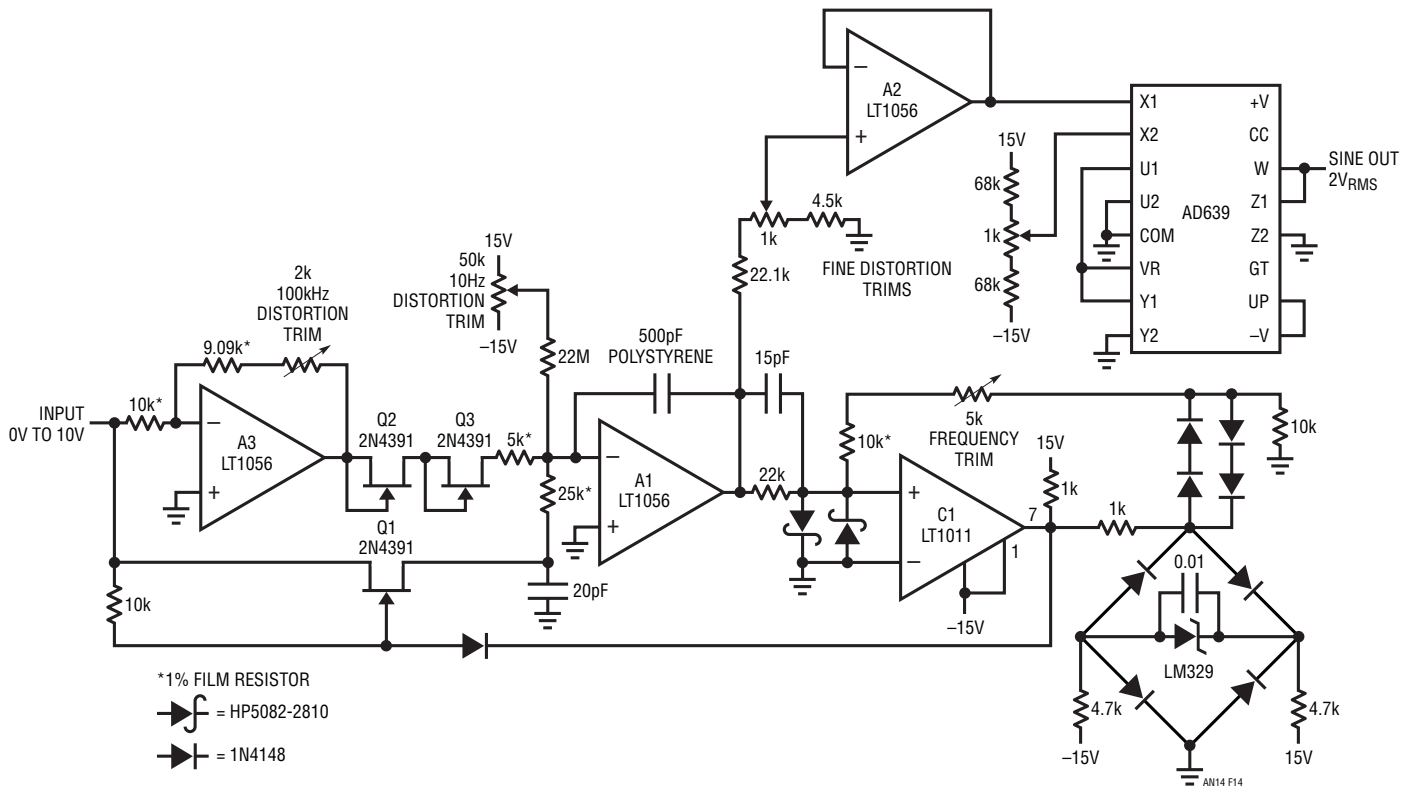 A2
LT1056
−
+
X1
X2
U1
U2
COM
VR
Y1
Y2
+V
CC
W
Z1
Z2
GT
UP
–V
AD639
SINE OUT
2VRMS
15V
68k
1k
68k
–15V
4.5k
1k
22.1k
FINE DISTORTION
TRIMS
15V
50k
10Hz
DISTORTION
TRIM
–15V
22M
2k
100kHz
DISTORTION
TRIM
9.09k*
500pF
POLYSTYRENE
15pF
INPUT
0V TO 10V
10k*
−
+
A3
LT1056
Q2
2N4391
Q3
2N4391
5k*
25k*
−
+
A1
LT1056
22k
10k*
5k
FREQUENCY
TRIM
10k
+
−
C1
LT1011
15V
1k
7
1
–15V
1k
Q1
2N4391
10k
20pF
0.01
LM329
4.7k
–15V
4.7k
15V
*1% FILM RESISTOR
= HP5082-2810
= 1N4148
AN14 F14